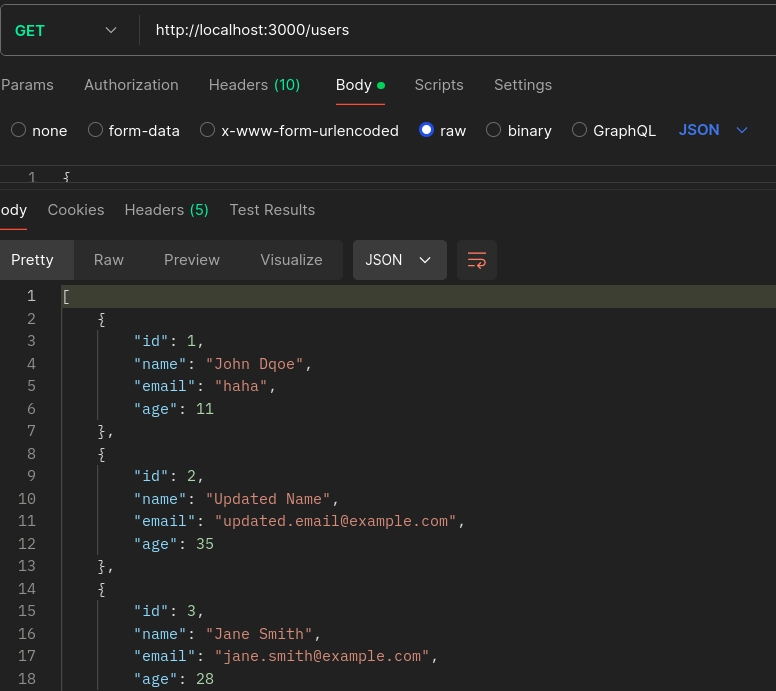 GET http://localhost:3000/users
Params Authorization Headers (10) Body Scripts Settings
none form-data x-www-form-urlencoded raw binary GraphQL JSON
1 {
ody Cookies Headers (5) Test Results
Pretty Raw Preview Visualize JSON
1 [
2 {
3 "id": 1,
4 "name": "John Dqoe",
5 "email": "haha",
6 "age": 11
7 },
8 {
9 "id": 2,
10 "name": "Updated Name",
11 "email": "updated.email@example.com",
12 "age": 35
13 },
14 {
15 "id": 3,
16 "name": "Jane Smith",
17 "email": "jane.smith@example.com",
18 "age": 28